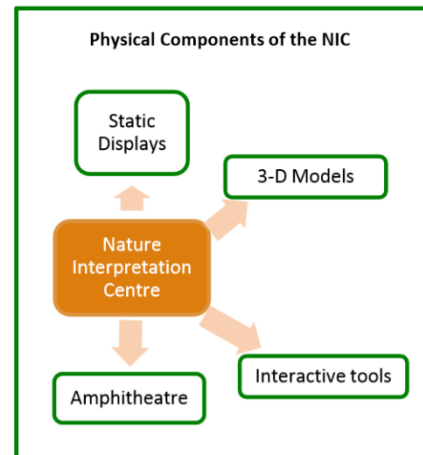 Physical Components of the NIC
Static
Displays
3-D Models
Nature
Interpretation
Centre
Interactive tools
Amphitheatre